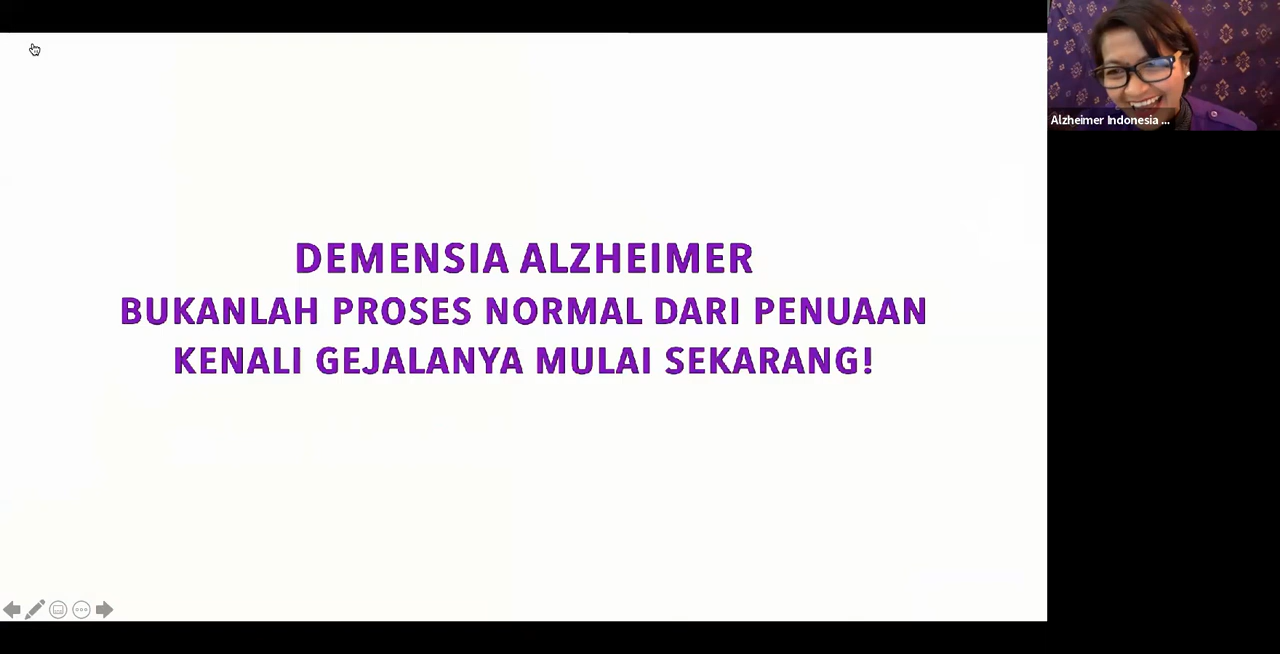 DEMENSIA ALZHEIMER
BUKANLAH PROSES NORMAL DARI PENUAAN
KENALI GEJALANYA MULAI SEKARANG!
Alzheimer Indonesia ...